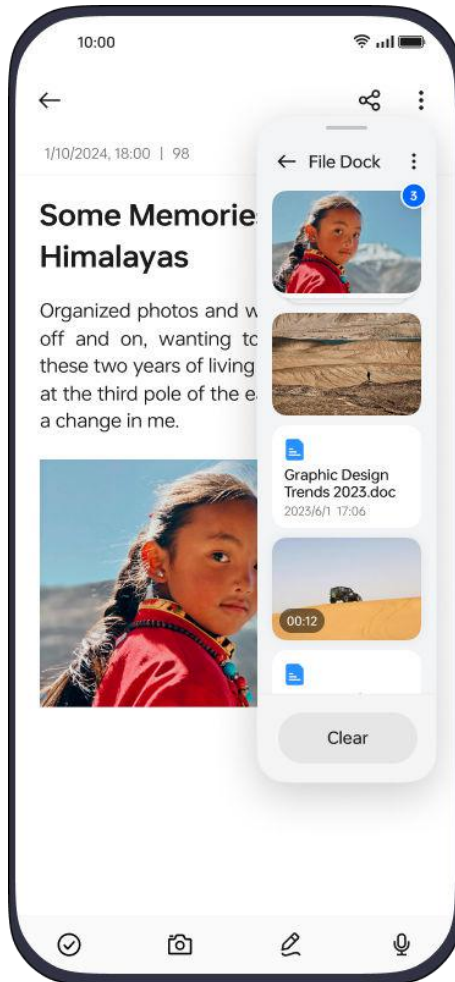 10:00
1/10/2024, 18:00 | 98
Some
Himalayas
Organized photos and
off and on, wanting
these two years of living
at the third pole of the
a change in me.
File Dock
3
Graphic Design
Trends 2023.doc
2023/6/1 17:06
00:12
Clear